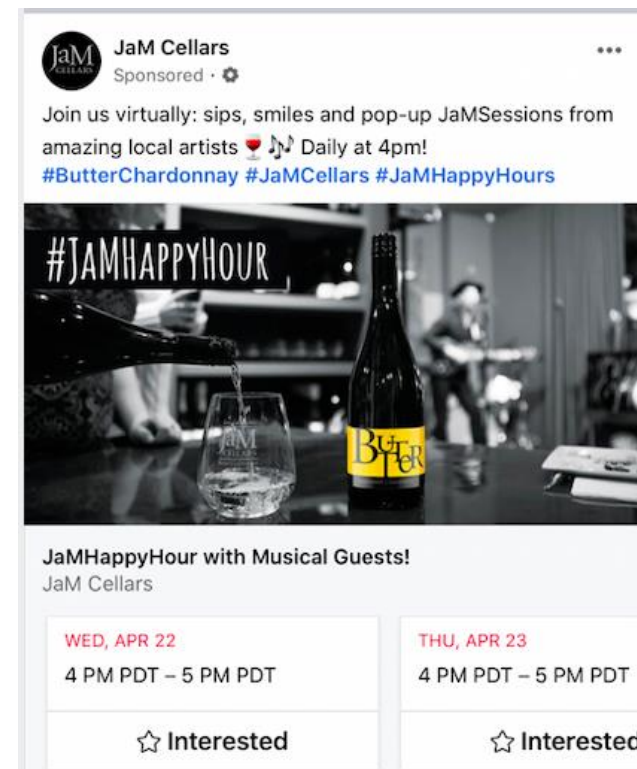 JaM CELLARS
JaM Cellars
Sponsored ·
Join us virtually: sips, smiles and pop-up JaMSessions from
amazing local artists 🍷🎶 Daily at 4pm!
#ButterChardonnay #JaMCellars #JaMHappyHours
#JAMHAPPYHOUR
JaM
CELLARS
BUTTER
JaMHappyHour with Musical Guests!
JaM Cellars
WED, APR 22
4 PM PDT – 5 PM PDT
☆ Interested
THU, APR 23
4 PM PDT – 5 PM PDT
☆ Interested